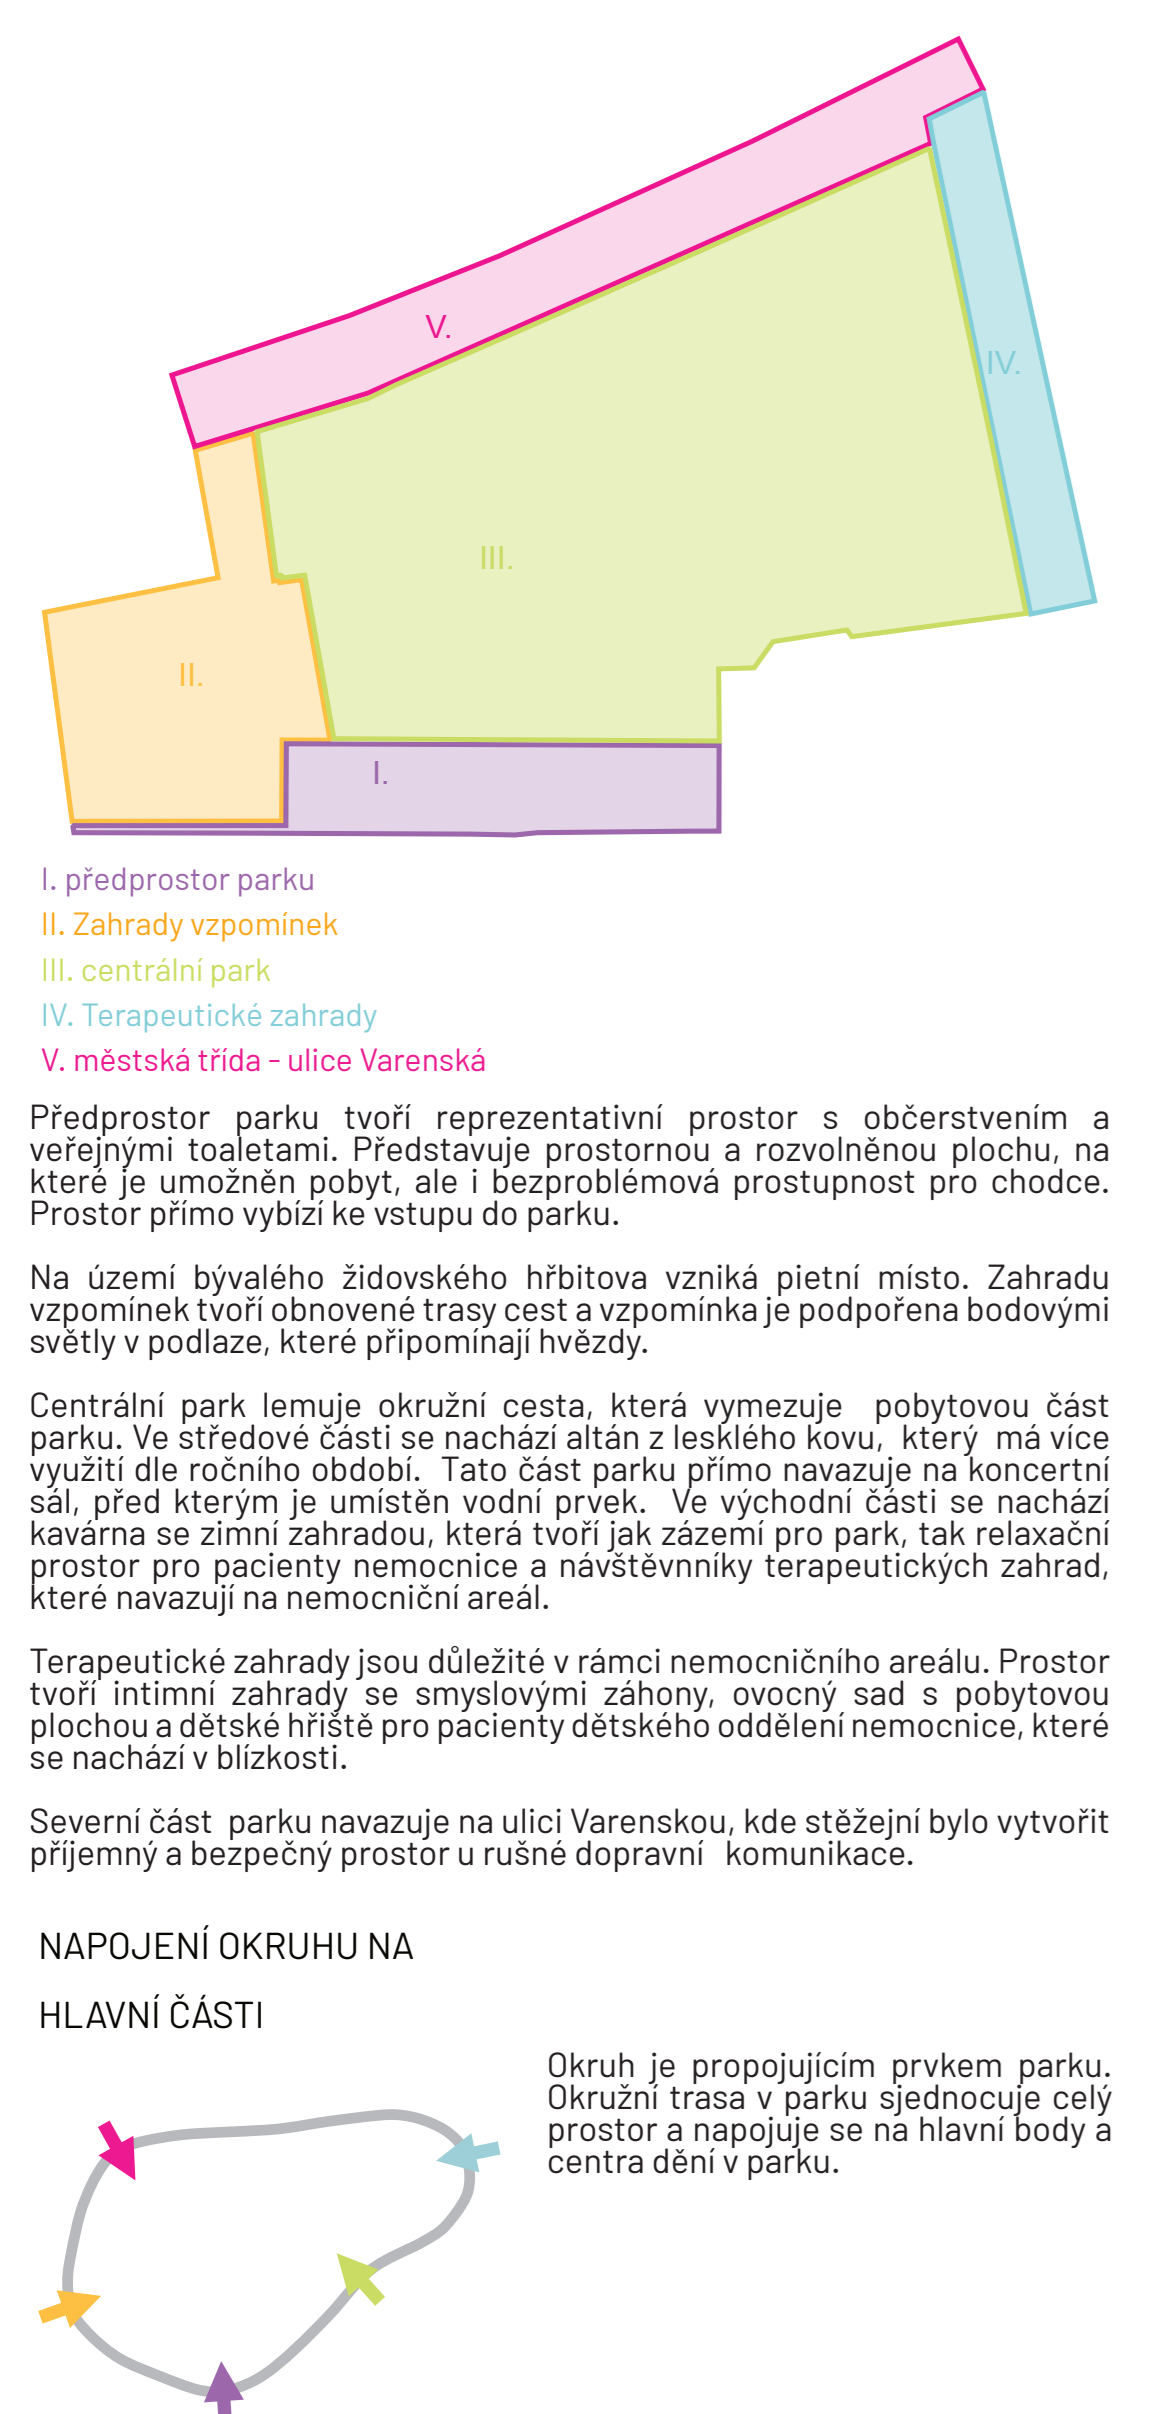 V.
IV.
III.
II.
I.
I. předprostor parku
II. Zahrady vzpomínek
III. centrální park
IV. Terapeutické zahrady
V. městská třída - ulice Varenská
Předprostor parku tvoří reprezentativní prostor s občerstvením a
veřejnými toaletami. Představuje prostornou a rozvolněnou plochu, na
které je umožněn pobyt, ale i bezproblémová prostupnost pro chodce.
Prostor přímo vybízí ke vstupu do parku.
Na území bývalého židovského hřbitova vzniká pietní místo. Zahradu
vzpomínek tvoří obnovené trasy cest a vzpomínka je podpořena bodovými
světly v podlaze, které připomínají hvězdy.
Centrální park lemuje okružní cesta, která vymezuje pobytovou část
parku. Ve středové části se nachází altán z lesklého kovu, který má více
využití dle ročního období. Tato část parku přímo navazuje na koncertní
sál, před kterým je umístěn vodní prvek. Ve východní části se nachází
kavárna se zimní zahradou, která tvoří jak zázemí pro park, tak relaxační
prostor pro pacienty nemocnice a návštěvnníky terapeutických zahrad,
které navazují na nemocniční areál.
Terapeutické zahrady jsou důležité v rámci nemocničního areálu. Prostor
tvoří intimní zahrady se smyslovými záhony, ovocný sad s pobytovou
plochou a dětské hřiště pro pacienty dětského oddělení nemocnice, které
se nachází v blízkosti.
Severní část parku navazuje na ulici Varenskou, kde stěžejní bylo vytvořit
příjemný a bezpečný prostor u rušné dopravní komunikace.
NAPOJENÍ OKRUHU NA
HLAVNÍ ČÁSTI
Okruh je propojujícím prvkem parku.
Okružní trasa v parku sjednocuje celý
prostor a napojuje se na hlavní body a
centra dění v parku.